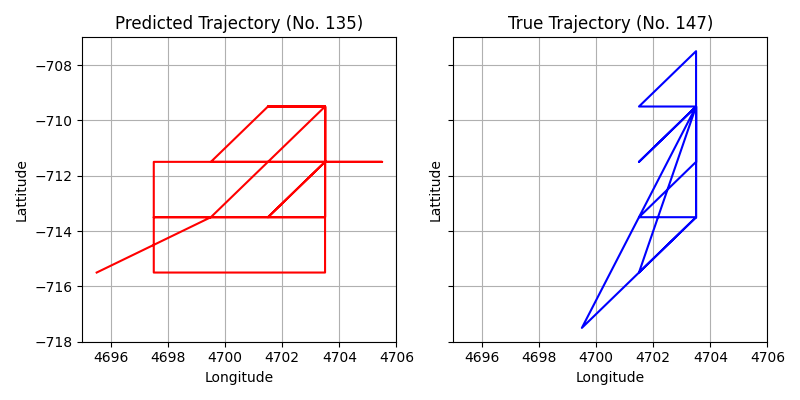 Predicted Trajectory (No. 135)
True Trajectory (No. 147)
Lattitude
−708
−710
−712
−714
−716
−718
4696 4698 4700 4702 4704 4706
Longitude
Lattitude
4696 4698 4700 4702 4704 4706
Longitude